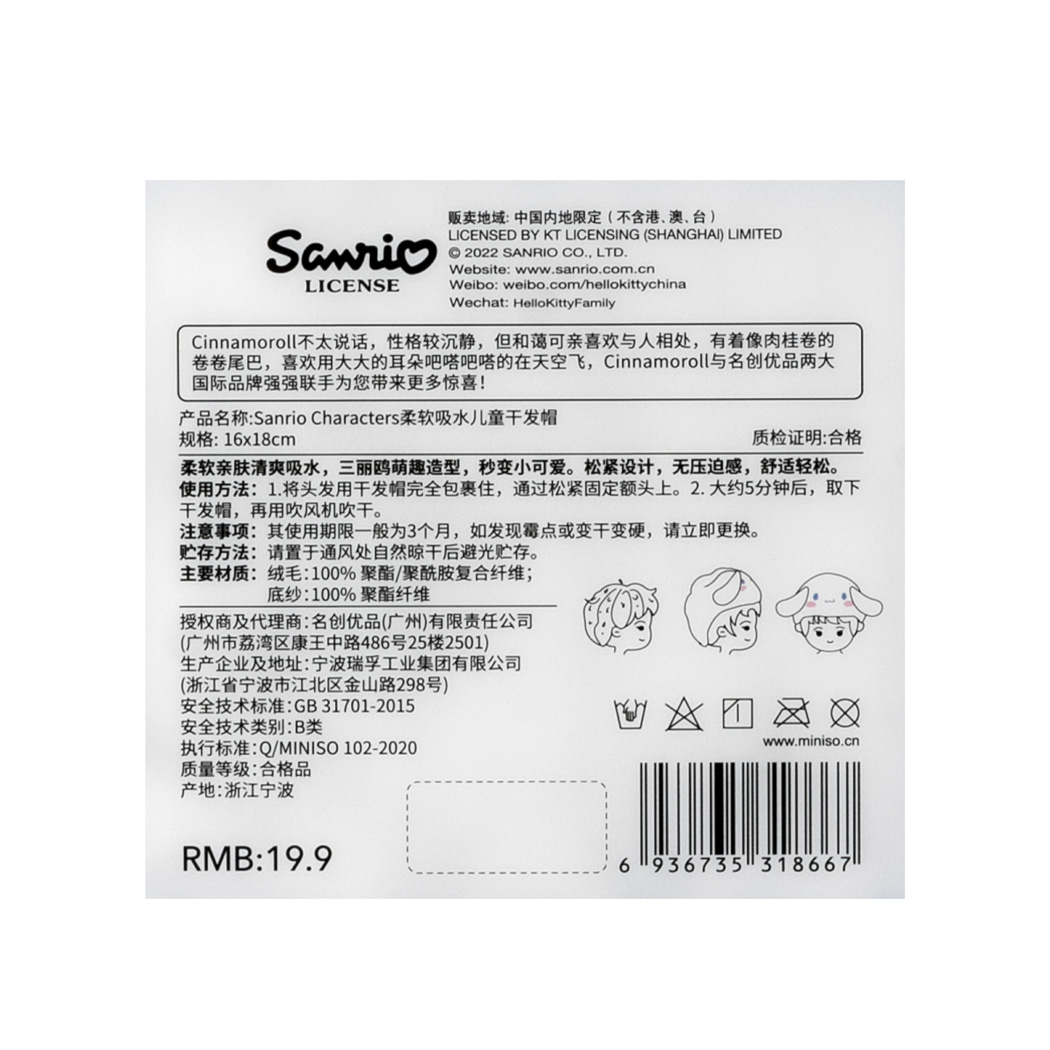 Sanrio
LICENSE
贩卖地域: 中国内地限定 ( 不含港、澳、台 )
LICENSED BY KT LICENSING (SHANGHAI) LIMITED
© 2022 SANRIO CO., LTD.
Website: www.sanrio.com.cn
Weibo: weibo.com/hellokittychina
Wechat: HelloKittyFamily
Cinnamoroll不太说话，性格较沉静，但和蔼可亲喜欢与人相处，有着像肉桂卷的
卷卷尾巴，喜欢用大大的耳朵吧嗒吧嗒的在天空飞，Cinnamoroll与名创优品两大
国际品牌强强联手为您带来更多惊喜！
产品名称:Sanrio Characters柔软吸水儿童干发帽
规格: 16x18cm
质检证明:合格
柔软亲肤清爽吸水，三丽鸥萌趣造型，秒变小可爱。松紧设计，无压迫感，舒适轻松。
使用方法：1.将头发用干发帽完全包裹住，通过松紧固定额头上。2. 大约5分钟后，取下
干发帽，再用吹风机吹干。
注意事项：其使用期限一般为3个月，如发现霉点或变干变硬，请立即更换。
贮存方法：请置于通风处自然晾干后避光贮存。
主要材质：绒毛：100% 聚酯/聚酰胺复合纤维；
底纱：100% 聚酯纤维
授权商及代理商：名创优品(广州)有限责任公司
(广州市荔湾区康王中路486号25楼2501)
生产企业及地址：宁波瑞孚工业集团有限公司
(浙江省宁波市江北区金山路298号)
安全技术标准：GB 31701-2015
安全技术类别：B类
执行标准：Q/MINISO 102-2020
质量等级：合格品
产地：浙江宁波
www.miniso.cn
RMB:19.9
6 936735 318667